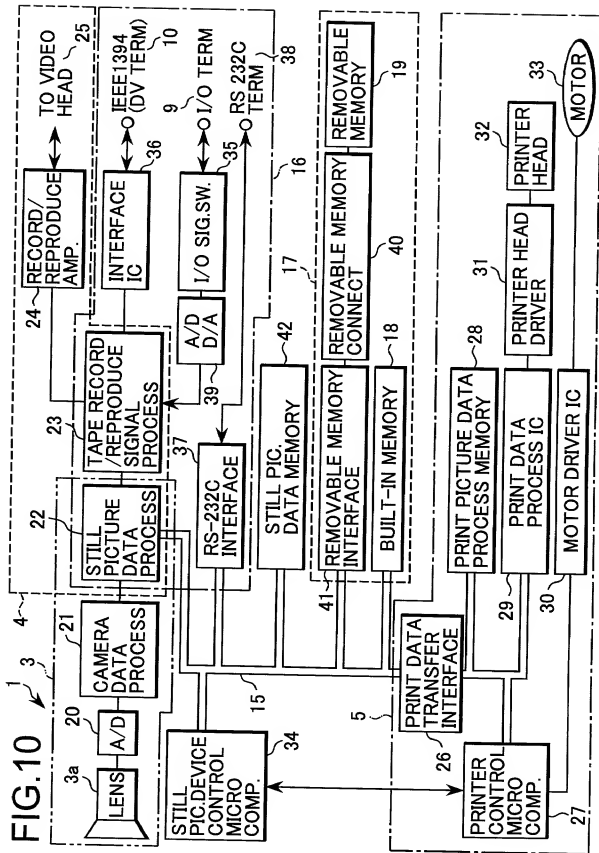 FIG.10
1
3
4
3a
LENS
20
A/D
21
CAMERA
DATA
PROCESS
22
STILL
PICTURE
DATA
PROCESS
23
TAPE RECORD
/REPRODUCE
SIGNAL
PROCESS
24
RECORD/
REPRODUCE
AMP.
TO VIDEO
HEAD
25
36
INTERFACE
IC
IEEE1394
(DV TERM)
10
39
A/D
D/A
I/O SIG.SW.
35
9
I/O TERM
RS 232C
TERM
38
16
37
RS-232C
INTERFACE
42
STILL PIC.
DATA MEMORY
17
41
REMOVABLE MEMORY
INTERFACE
REMOVABLE MEMORY
CONNECT
40
REMOVABLE
MEMORY
19
BUILT-IN MEMORY
18
15
STILL
PIC.DEVICE
CONTROL
MICRO
COMP.
34
5
PRINT DATA
TRANSFER
INTERFACE
26
PRINTER
CONTROL
MICRO
COMP.
27
PRINT PICTURE DATA
PROCESS MEMORY
28
29
PRINT DATA
PROCESS IC
30
MOTOR DRIVER IC
31
PRINTER HEAD
DRIVER
32
PRINTER
HEAD
33
MOTOR